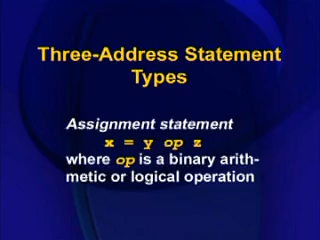 Three-Address Statement
Types
Assignment statement
x = y op z
where op is a binary arith-
metic or logical operation